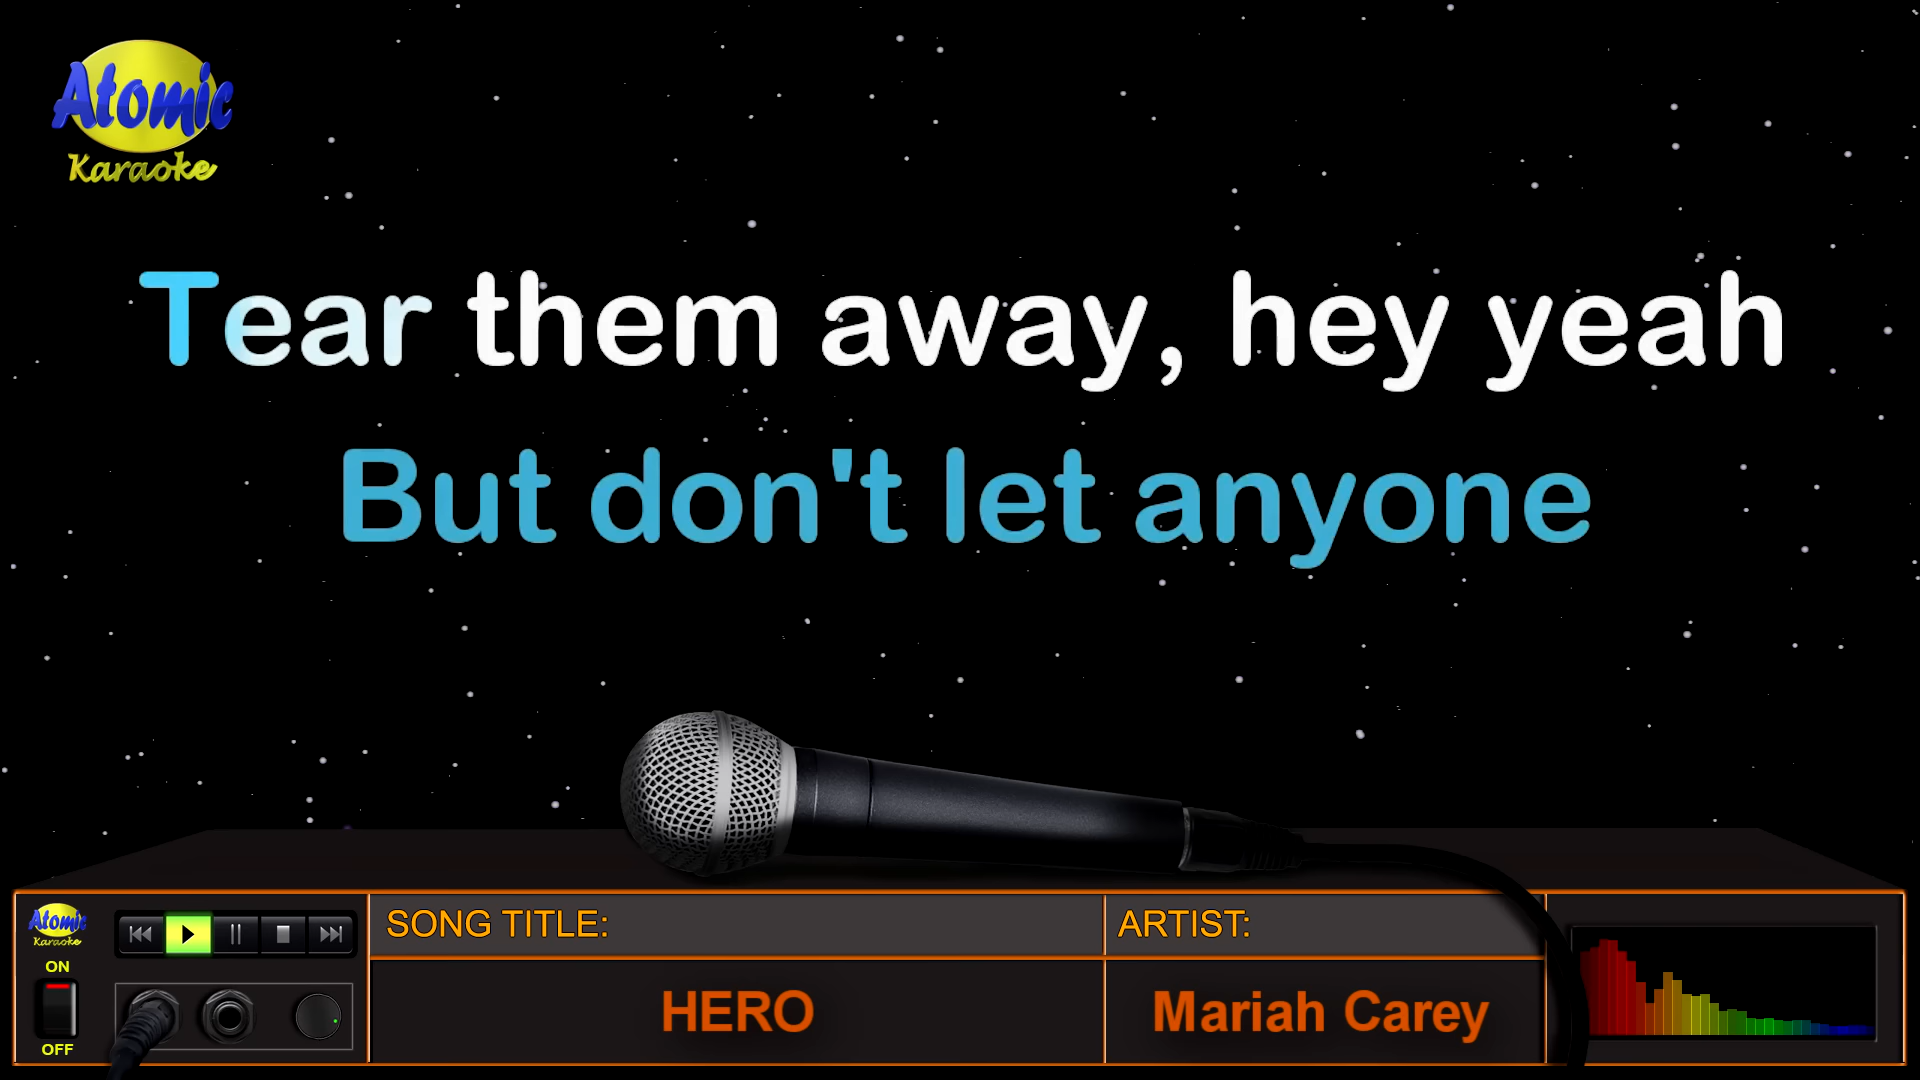 Atomic
Karaoke
Tear them away, hey yeah
But don't let anyone
Atomic
Karaoke
ON
OFF
SONG TITLE:
HERO
ARTIST:
Mariah Carey